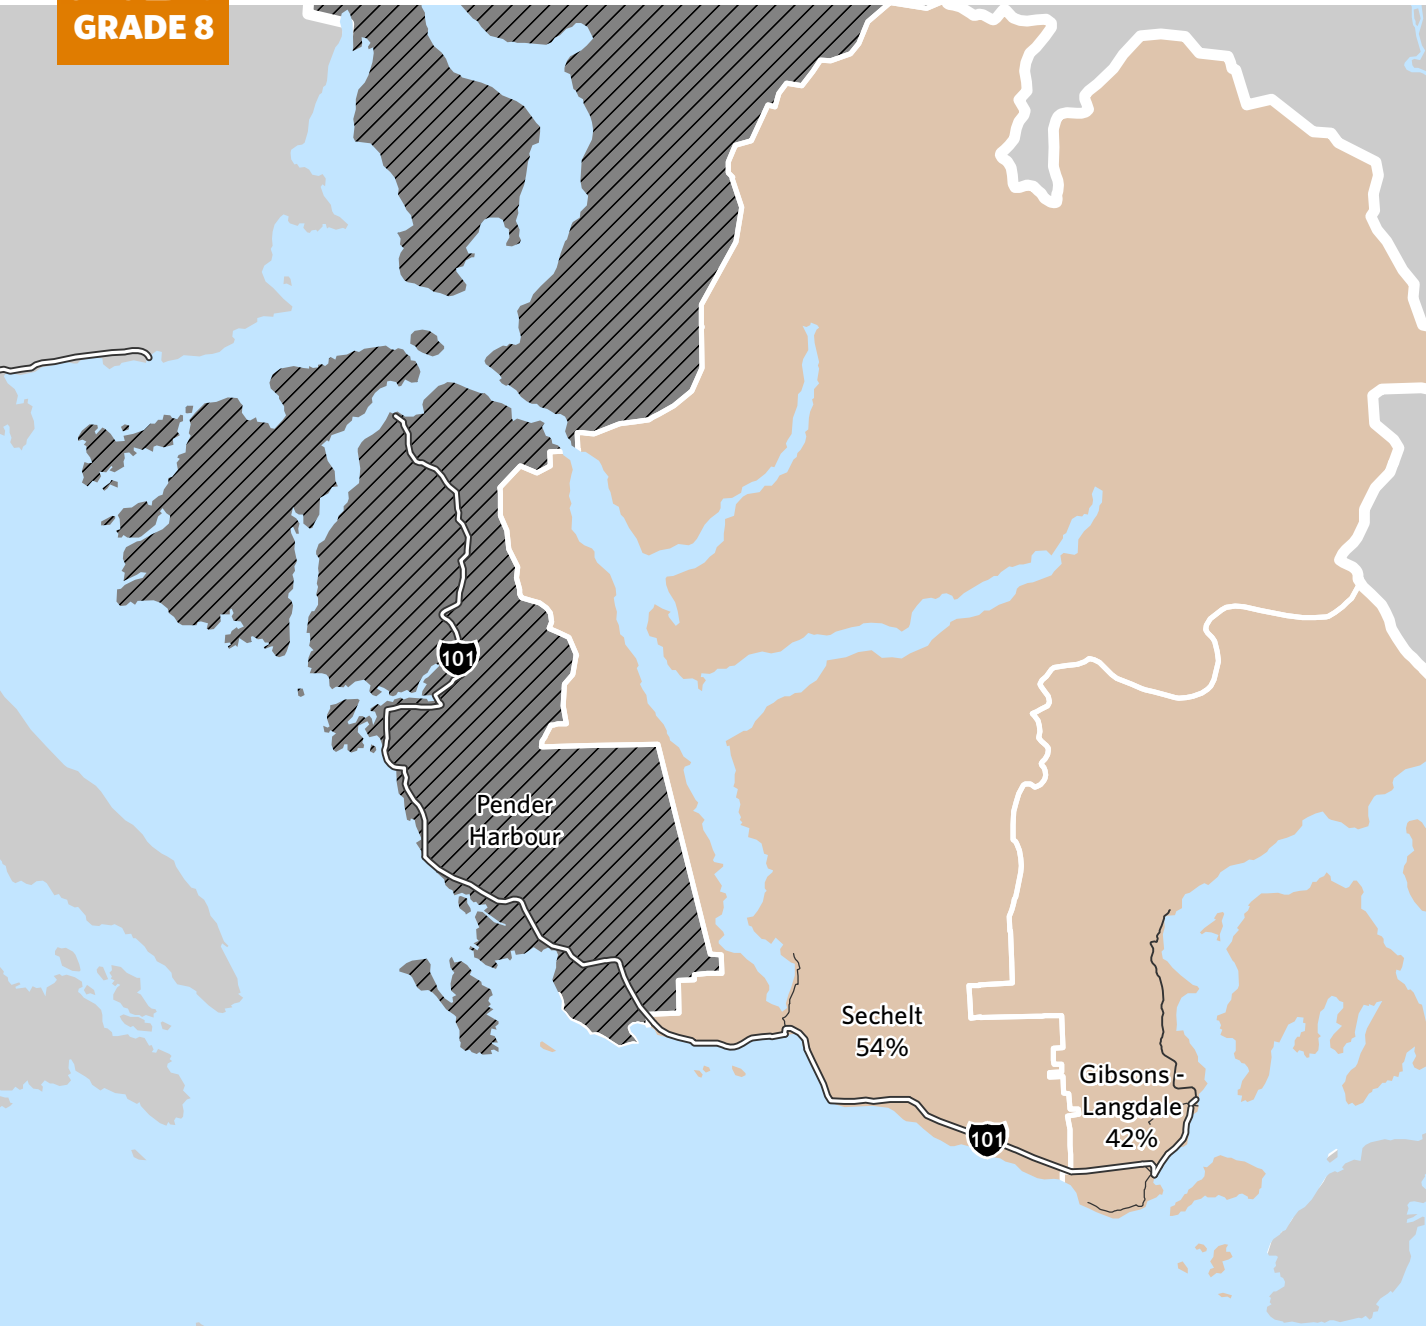 GRADE 8
101
Pender
Harbour
Sechelt
54%
Gibsons -
Langdale
42%
101